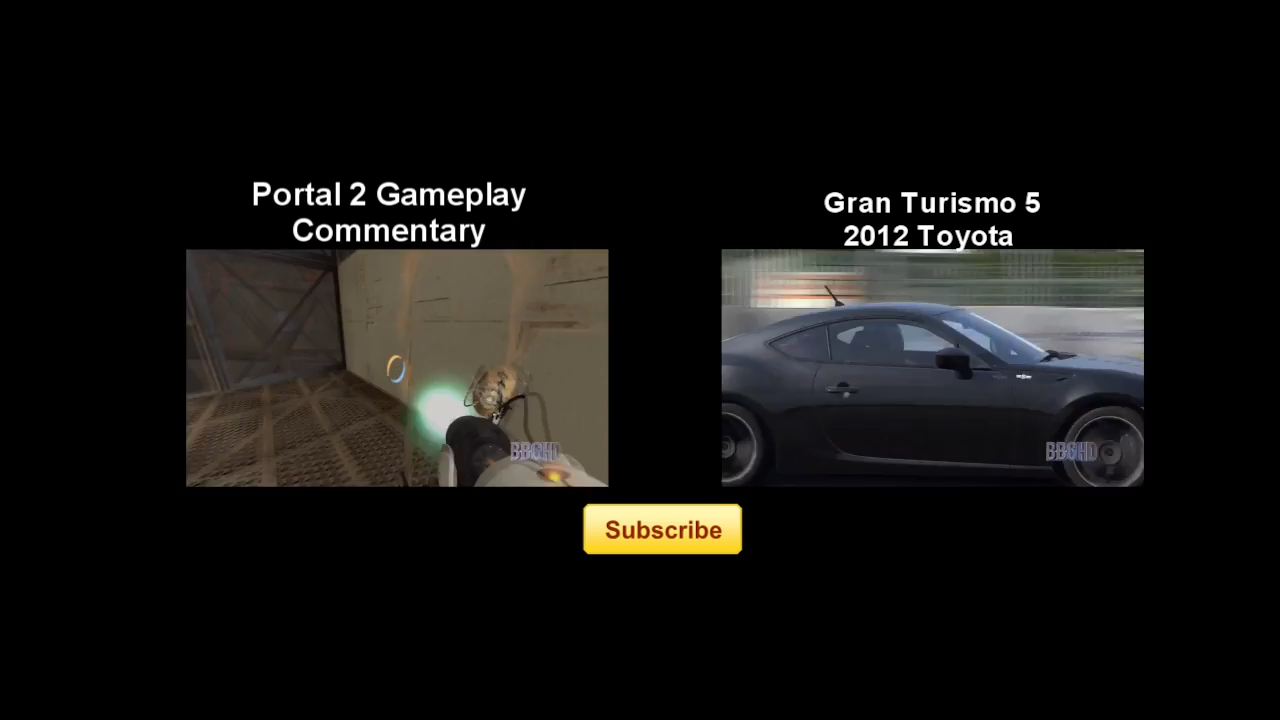 Portal 2 Gameplay
Commentary
Gran Turismo 5
2012 Toyota
BBGHD
BBGHD
Subscribe